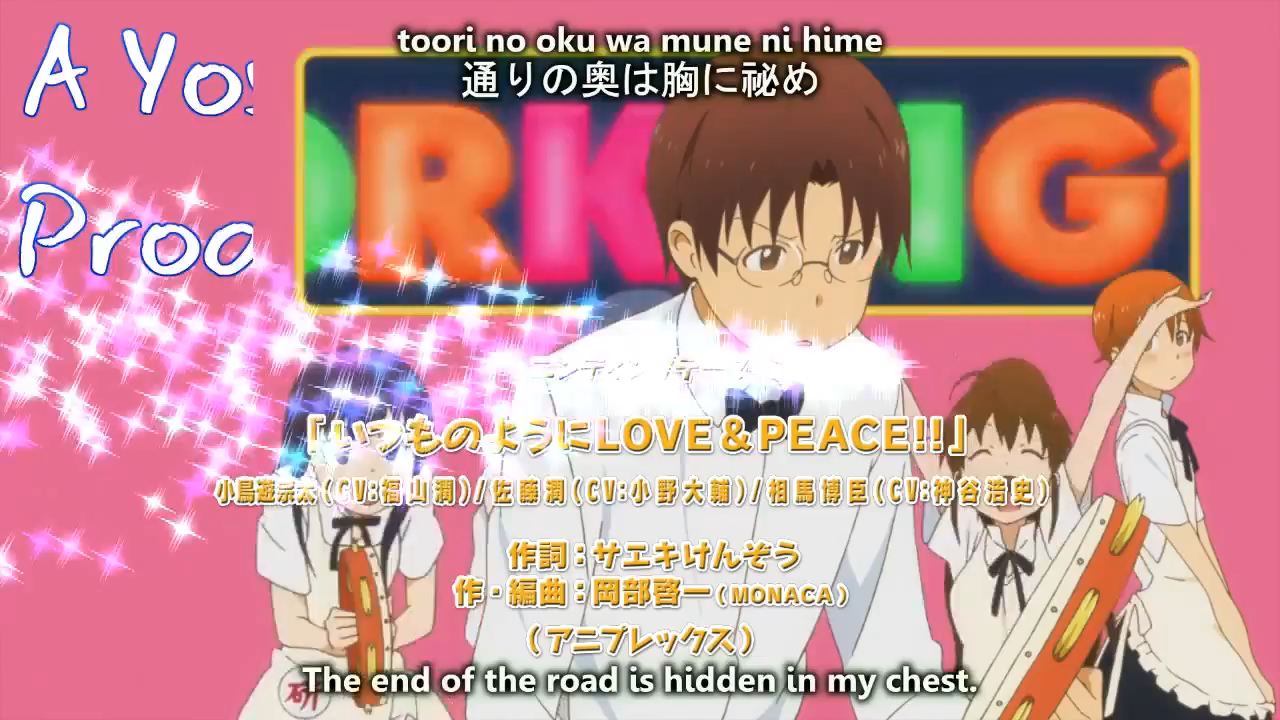 toori no oku wa mune ni hime
通りの奥は胸に秘め
A Yos
Prod
ORKING'
『いつものようにLOVE＆PEACE!!』
小鳥遊宗太(CV:福山潤)/佐藤潤(CV:小野大輔)/相馬博臣(CV:神谷浩史)
作詞：サエキけんぞう
作・編曲：岡部啓一(MONACA)
(アニプレックス)
The end of the road is hidden in my chest.
研